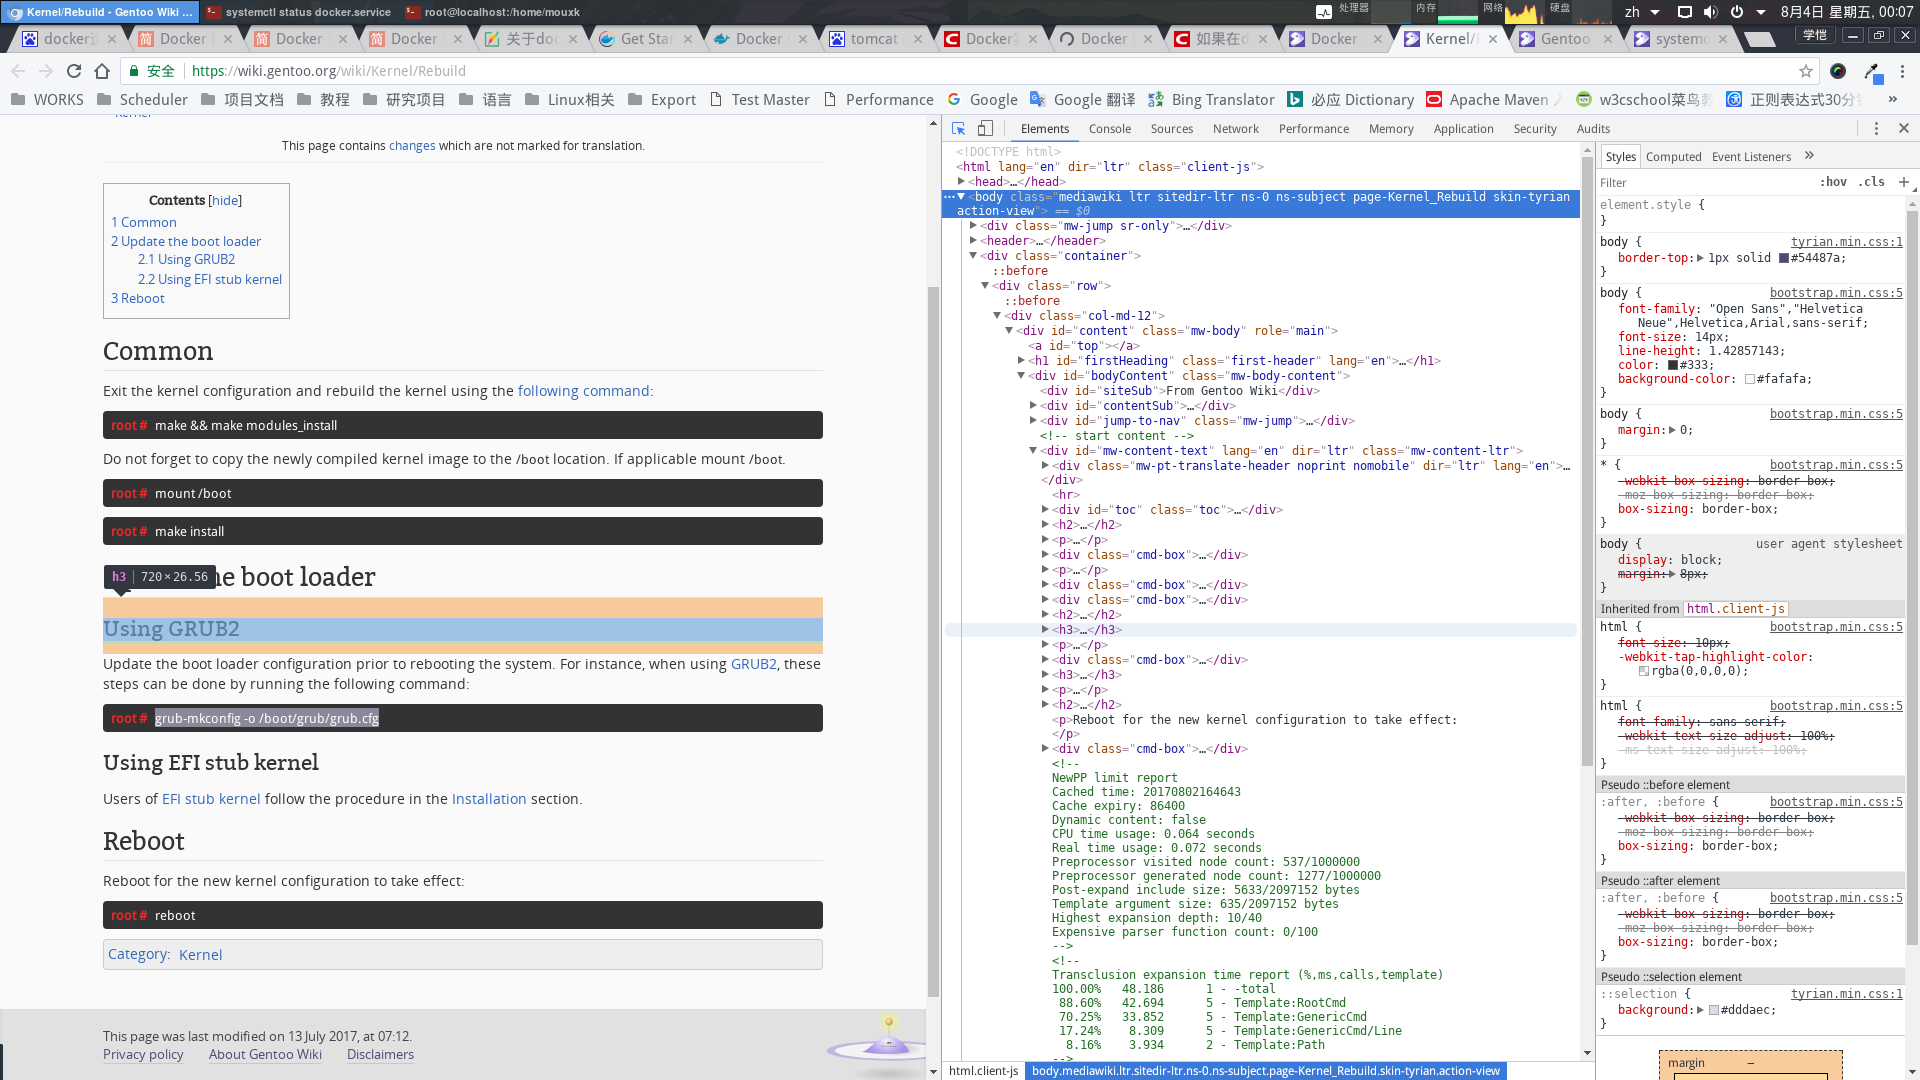 Kernel/Rebuild - Gentoo Wiki ...
systemctl status docker.service
root@localhost:/home/mouxk
处理器
内存
网络
硬盘
zh
8月4日 星期五, 00:07
Docker
Docker
Docker
关于doc
Get Star
Docker
tomcat
Docker
Docker
如果在d
Docker
Kernel/
Gentoo
system
学恺
安全
https://wiki.gentoo.org/wiki/Kernel/Rebuild
WORKS
Scheduler
项目文档
教程
研究项目
语言
Linux相关
Export
Test Master
Performance
Google
Google 翻译
Bing Translator
必应 Dictionary
Apache Maven
w3cschool菜鸟教
正则表达式30分
»
Kernel
This page contains changes which are not marked for translation.
Contents [hide]
1 Common
2 Update the boot loader
2.1 Using GRUB2
2.2 Using EFI stub kernel
3 Reboot
Common
Exit the kernel configuration and rebuild the kernel using the following command:
root # make && make modules_install
Do not forget to copy the newly compiled kernel image to the /boot location. If applicable mount /boot.
root # mount /boot
root # make install
h3 | 720 × 26.56
he boot loader
Using GRUB2
Update the boot loader configuration prior to rebooting the system. For instance, when using GRUB2, these
steps can be done by running the following command:
root # grub-mkconfig -o /boot/grub/grub.cfg
Using EFI stub kernel
Users of EFI stub kernel follow the procedure in the Installation section.
Reboot
Reboot for the new kernel configuration to take effect:
root # reboot
Category: Kernel
This page was last modified on 13 July 2017, at 07:12.
Privacy policy
About Gentoo Wiki
Disclaimers
Elements
Console
Sources
Network
Performance
Memory
Application
Security
Audits
<!DOCTYPE html>
<html lang="en" dir="ltr" class="client-js">
<head>…</head>
<body class="mediawiki ltr sitedir-ltr ns-0 ns-subject page-Kernel_Rebuild skin-tyrian
action-view"> == $0
<div class="mw-jump sr-only">…</div>
<header>…</header>
<div class="container">
::before
<div class="row">
::before
<div class="col-md-12">
<div id="content" class="mw-body" role="main">
<a id="top"></a>
<h1 id="firstHeading" class="first-header" lang="en">…</h1>
<div id="bodyContent" class="mw-body-content">
<div id="siteSub">From Gentoo Wiki</div>
<div id="contentSub">…</div>
<div id="jump-to-nav" class="mw-jump">…</div>
<!-- start content -->
<div id="mw-content-text" lang="en" dir="ltr" class="mw-content-ltr">
<div class="mw-pt-translate-header noprint nomobile" dir="ltr" lang="en">…
</div>
<hr>
<div id="toc" class="toc">…</div>
<h2>…</h2>
<p>…</p>
<div class="cmd-box">…</div>
<p>…</p>
<div class="cmd-box">…</div>
<div class="cmd-box">…</div>
<h2>…</h2>
<h3>…</h3>
<p>…</p>
<div class="cmd-box">…</div>
<h3>…</h3>
<p>…</p>
<h2>…</h2>
<p>Reboot for the new kernel configuration to take effect:
</p>
<div class="cmd-box">…</div>
<!--
NewPP limit report
Cached time: 20170802164643
Cache expiry: 86400
Dynamic content: false
CPU time usage: 0.064 seconds
Real time usage: 0.072 seconds
Preprocessor visited node count: 537/1000000
Preprocessor generated node count: 1277/1000000
Post-expand include size: 5633/2097152 bytes
Template argument size: 635/2097152 bytes
Highest expansion depth: 10/40
Expensive parser function count: 0/100
-->
<!--
Transclusion expansion time report (%,ms,calls,template)
100.00% 48.186 1 - -total
88.60% 42.694 5 - Template:RootCmd
70.25% 33.852 5 - Template:GenericCmd
17.24% 8.309 5 - Template:GenericCmd/Line
8.16% 3.934 2 - Template:Path
-->
html.client-js
body.mediawiki.ltr.sitedir-ltr.ns-0.ns-subject.page-Kernel_Rebuild.skin-tyrian.action-view
Styles
Computed
Event Listeners
»
Filter
:hov .cls +
element.style {
}
body { tyrian.min.css:1
border-top: 1px solid #54487a;
}
body { bootstrap.min.css:5
font-family: "Open Sans","Helvetica
Neue",Helvetica,Arial,sans-serif;
font-size: 14px;
line-height: 1.42857143;
color: #333;
background-color: #fafafa;
}
body { bootstrap.min.css:5
margin: 0;
}
* { bootstrap.min.css:5
-webkit-box-sizing: border-box;
-moz-box-sizing: border-box;
box-sizing: border-box;
}
body { user agent stylesheet
display: block;
margin: 8px;
}
Inherited from html.client-js
html { bootstrap.min.css:5
font-size: 10px;
-webkit-tap-highlight-color:
rgba(0,0,0,0);
}
html { bootstrap.min.css:5
font-family: sans-serif;
-webkit-text-size-adjust: 100%;
-ms-text-size-adjust: 100%;
}
Pseudo ::before element
:after, :before { bootstrap.min.css:5
-webkit-box-sizing: border-box;
-moz-box-sizing: border-box;
box-sizing: border-box;
}
Pseudo ::after element
:after, :before { bootstrap.min.css:5
-webkit-box-sizing: border-box;
-moz-box-sizing: border-box;
box-sizing: border-box;
}
Pseudo ::selection element
::selection { tyrian.min.css:1
background: #dddaec;
}
margin –